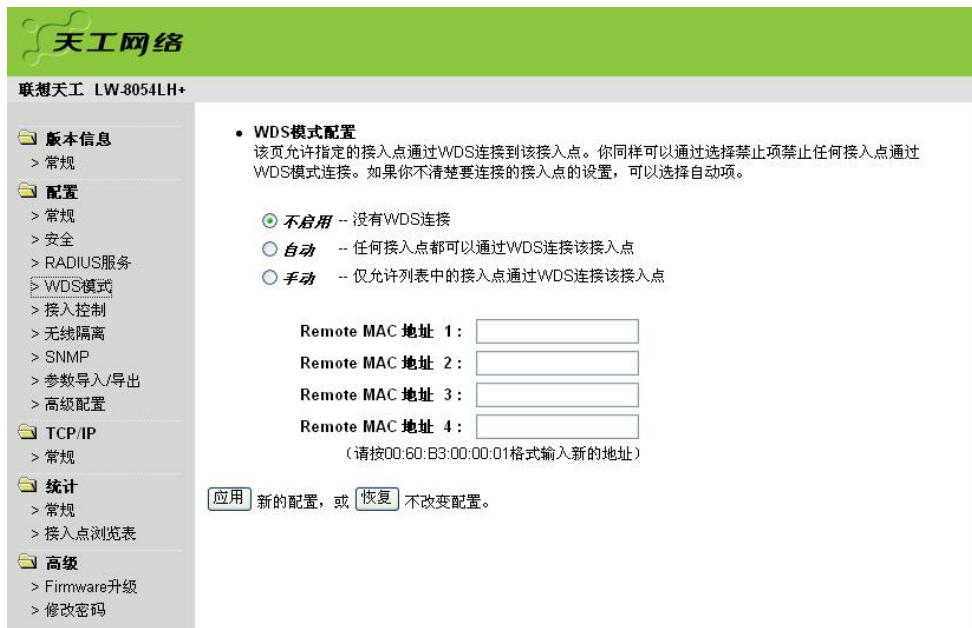 天工网络
联想天工 LW-8054LH+
版本信息
> 常规
配置
> 常规
> 安全
> RADIUS服务
> WDS模式
> 接入控制
> 无线隔离
> SNMP
> 参数导入/导出
> 高级配置
TCP/IP
> 常规
统计
> 常规
> 接入点浏览表
高级
> Firmware升级
> 修改密码
• WDS模式配置
该页允许指定的接入点通过WDS连接到该接入点。你同样可以通过选择禁止项禁止任何接入点通过
WDS模式连接。如果你不清楚要连接的接入点的设置，可以选择自动项。
不启用 -- 没有WDS连接
自动 -- 任何接入点都可以通过WDS连接该接入点
手动 -- 仅允许列表中的接入点通过WDS连接该接入点
Remote MAC 地址 1：
Remote MAC 地址 2：
Remote MAC 地址 3：
Remote MAC 地址 4：
（请按00:60:B3:00:00:01格式输入新的地址）
应用 新的配置，或 恢复 不改变配置。